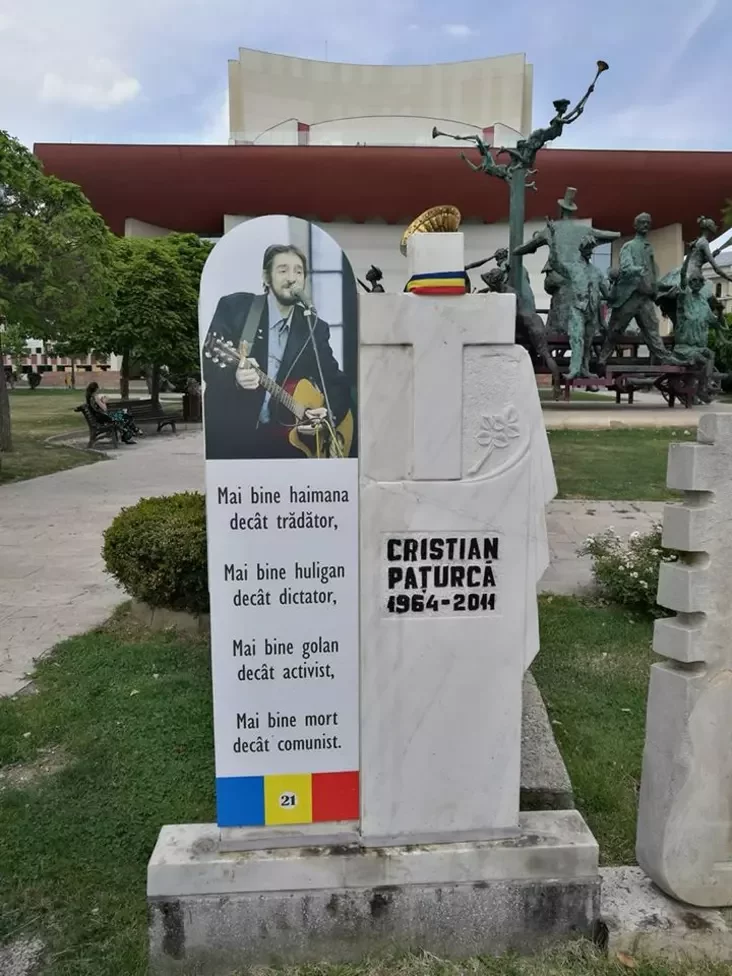 Mai bine haimana
decât trădător,
Mai bine huligan
decât dictator,
Mai bine golan
decât activist,
Mai bine mort
decât comunist.
21
CRISTIAN
PAȚURCĂ
1964-2011